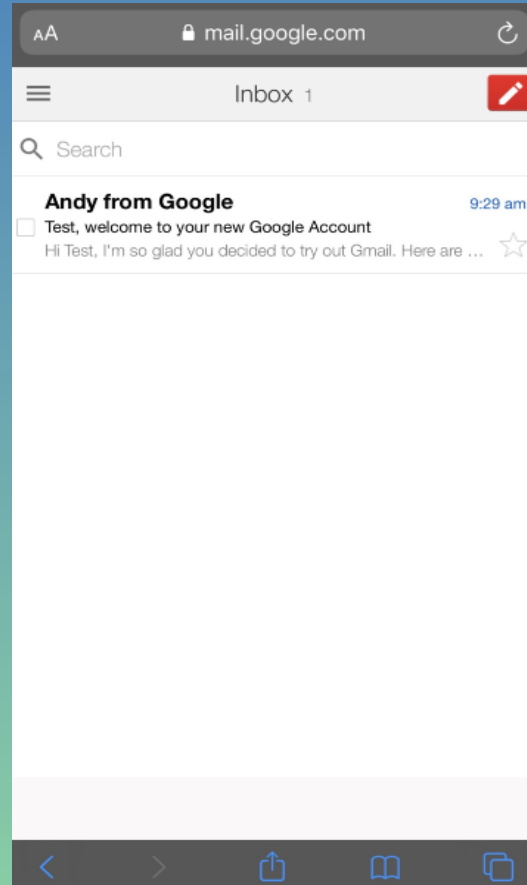 AA mail.google.com
Inbox 1
Search
Andy from Google 9:29 am
Test, welcome to your new Google Account
Hi Test, I'm so glad you decided to try out Gmail. Here are ...